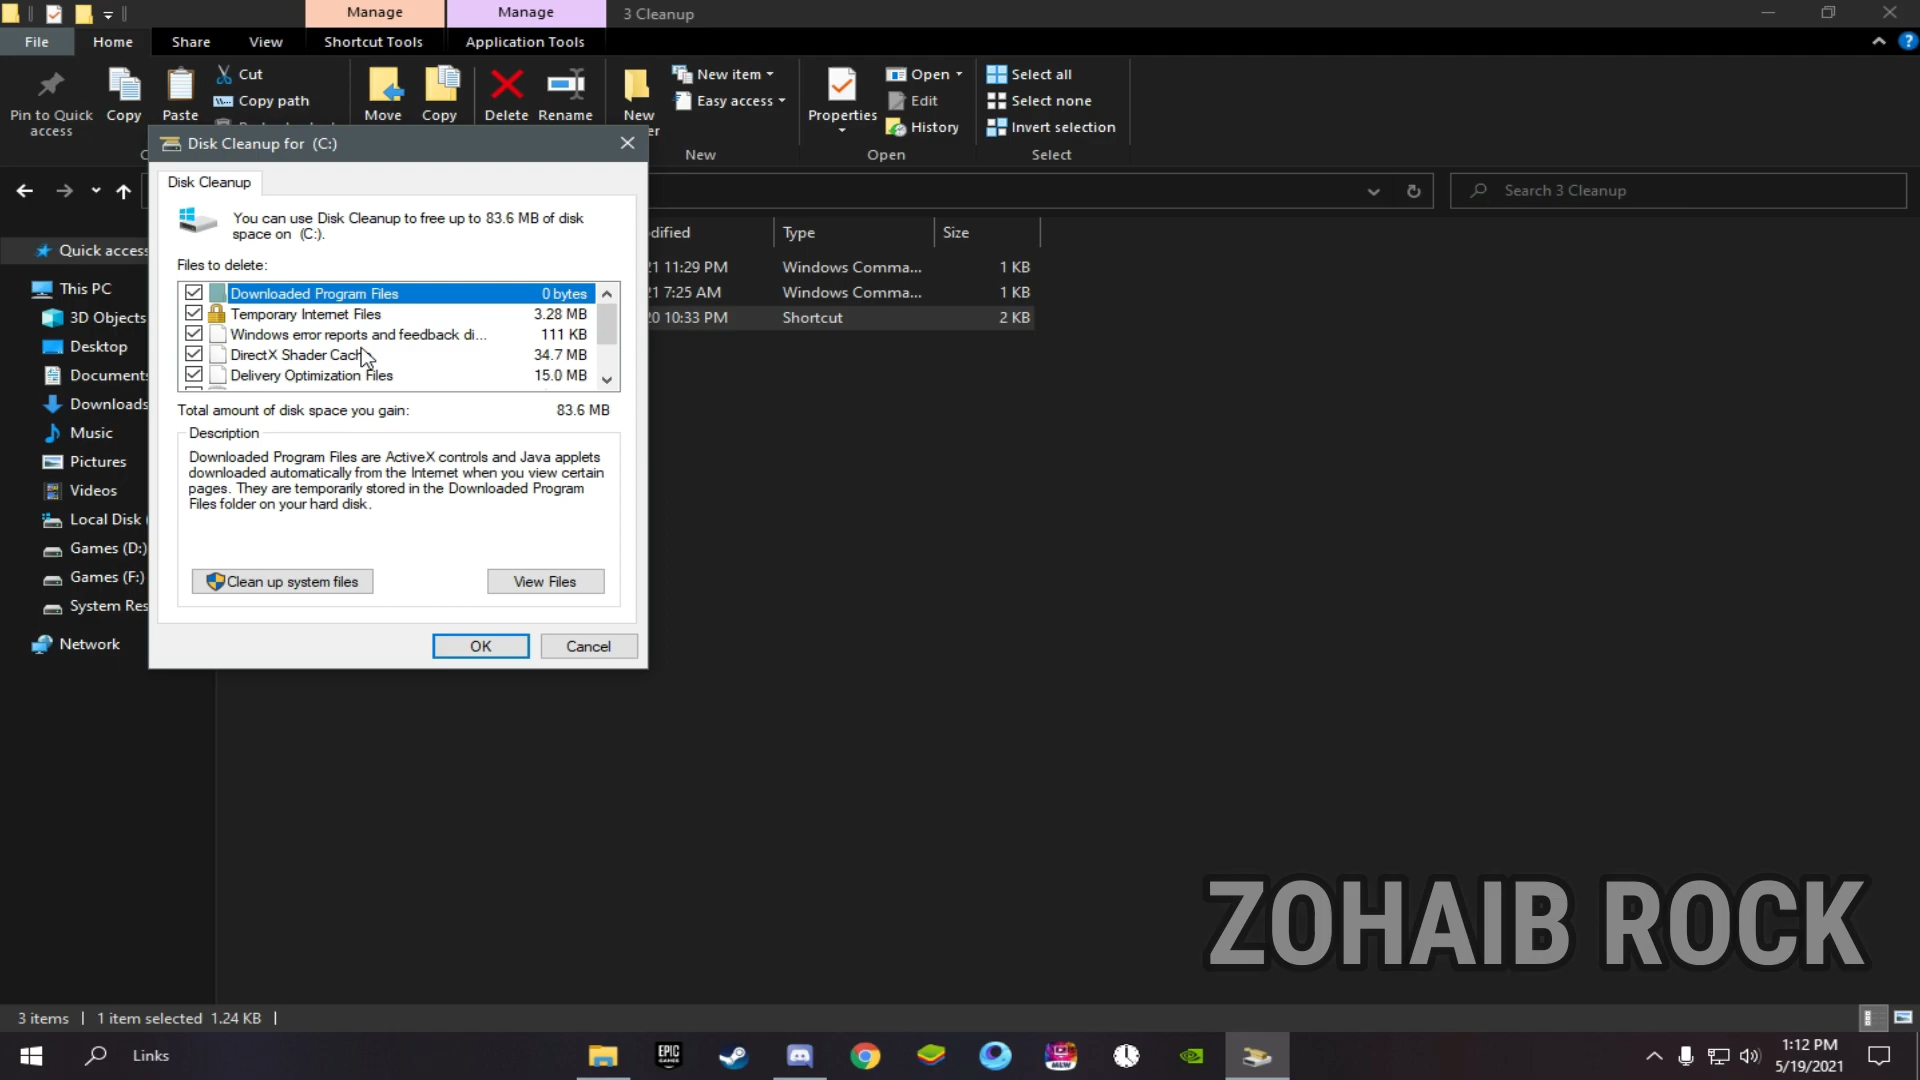 Manage
Manage
3 Cleanup
File
Home
Share
View
Shortcut Tools
Application Tools
Pin to Quick access
Copy
Paste
Cut
Copy path
Move
Copy
Delete
Rename
New
New item
Easy access
New
Properties
Open
Edit
History
Open
Select all
Select none
Invert selection
Select
Search 3 Cleanup
Quick access
This PC
3D Objects
Desktop
Documents
Downloads
Music
Pictures
Videos
Local Disk
Games (D:)
Games (F:)
System Res
Network
Type
Size
11:29 PM
Windows Comma...
1 KB
7:25 AM
Windows Comma...
1 KB
10:33 PM
Shortcut
2 KB
Disk Cleanup for (C:)
Disk Cleanup
You can use Disk Cleanup to free up to 83.6 MB of disk
space on (C:).
Files to delete:
Downloaded Program Files 0 bytes
Temporary Internet Files 3.28 MB
Windows error reports and feedback di... 111 KB
DirectX Shader Cache 34.7 MB
Delivery Optimization Files 15.0 MB
Total amount of disk space you gain: 83.6 MB
Description
Downloaded Program Files are ActiveX controls and Java applets
downloaded automatically from the Internet when you view certain
pages. They are temporarily stored in the Downloaded Program
Files folder on your hard disk.
Clean up system files
View Files
OK
Cancel
ZOHAIB ROCK
3 items
1 item selected 1.24 KB
Links
EPIC GAMES
MEW
1:12 PM
5/19/2021